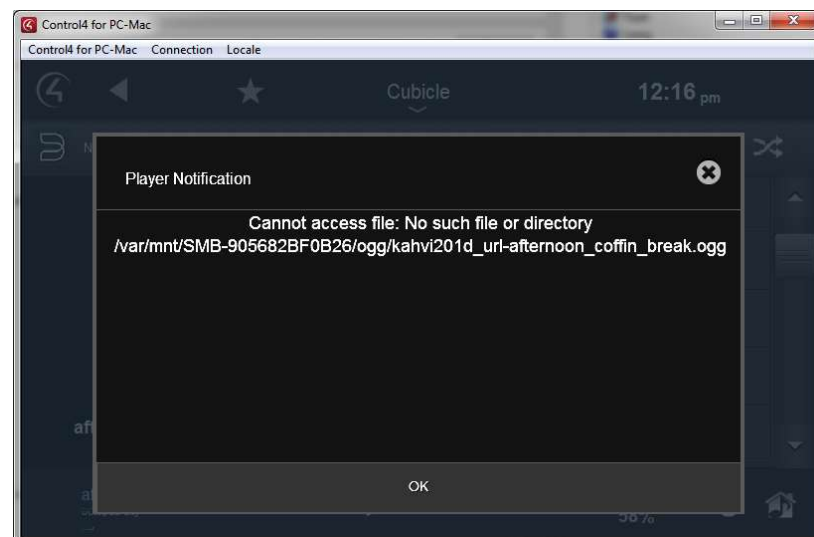 Control4 for PC-Mac
Control4 for PC-Mac Connection Locale
Cubicle
12:16 pm
Player Notification
Cannot access file: No such file or directory
/var/mnt/SMB-905682BF0B26/ogg/kahvi201d_url-afternoon_coffin_break.ogg
OK
58%